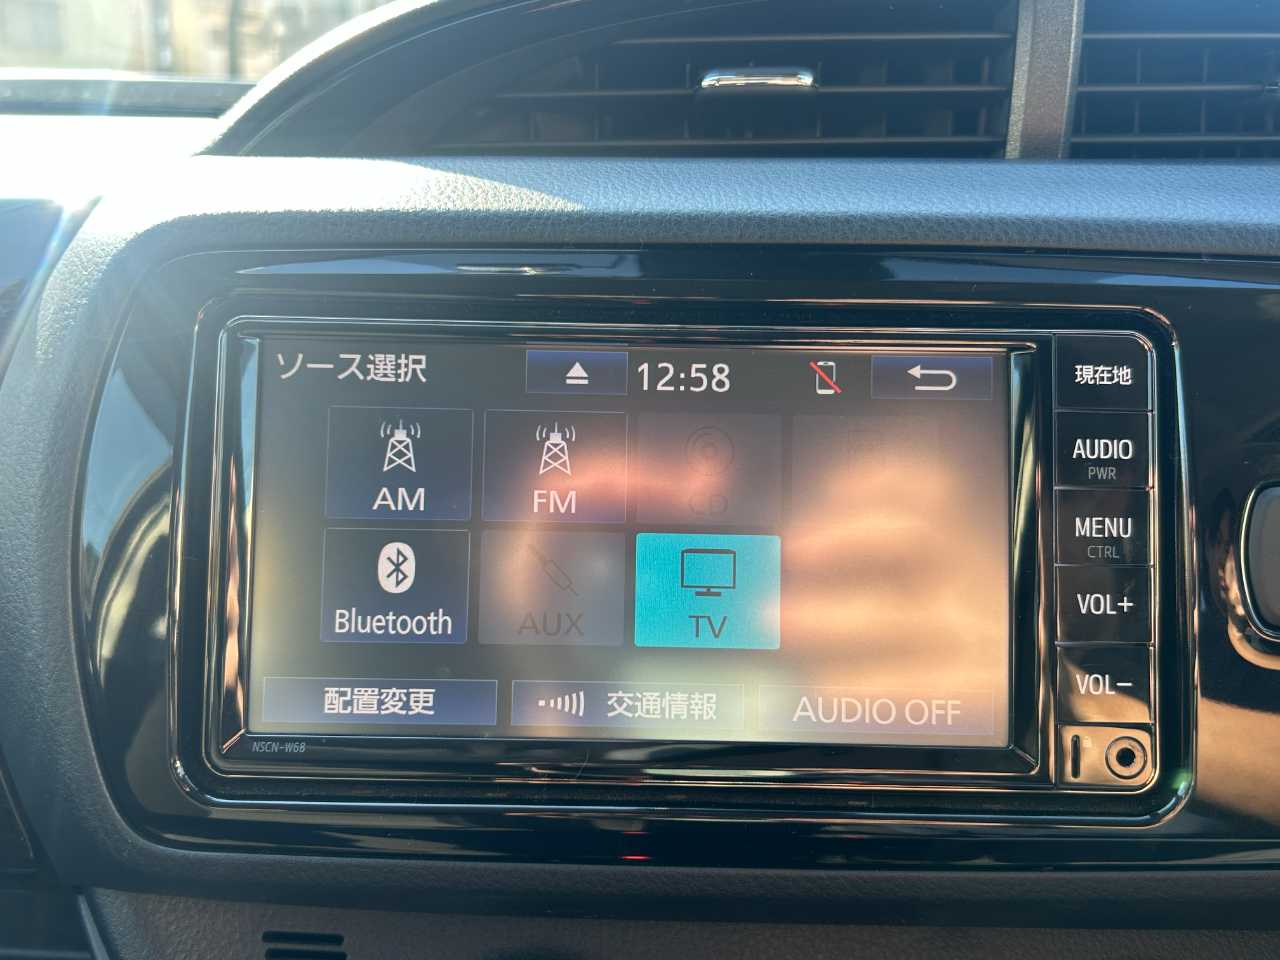 ソース選択
12:58
AM
FM
CD
Bluetooth
AUX
TV
配置変更
交通情報
AUDIO OFF
NSCN-W68
現在地
AUDIO
PWR
MENU
CTRL
VOL+
VOL−